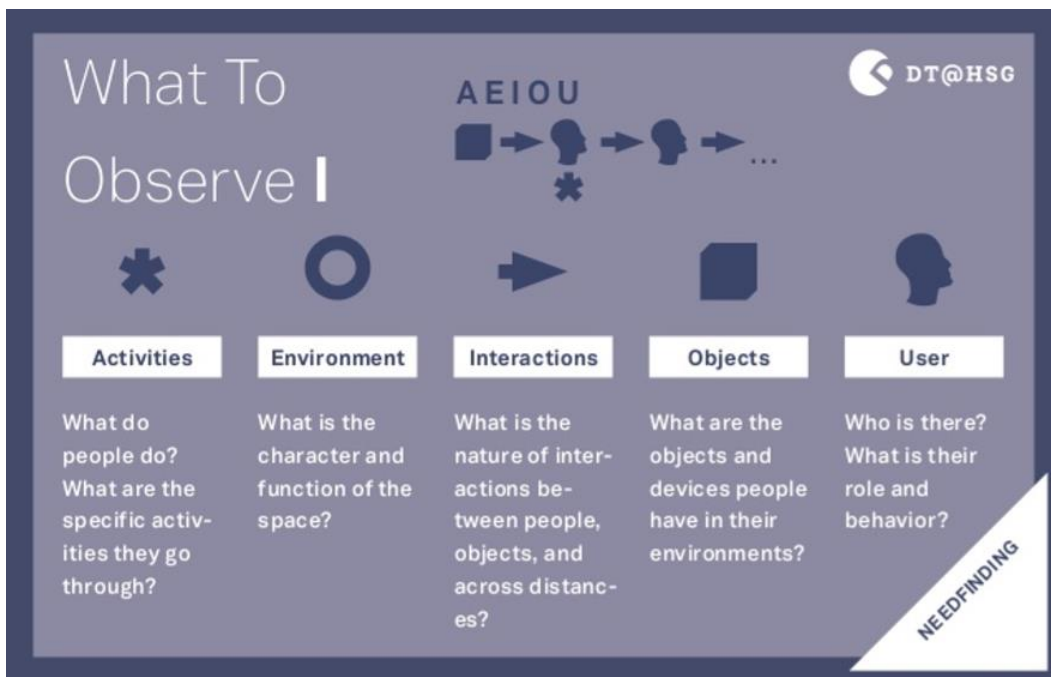 What To
Observe I
AEIOU
...
DT@HSG
Activities
What do
people do?
What are the
specific activ-
ities they go
through?
Environment
What is the
character and
function of the
space?
Interactions
What is the
nature of inter-
actions be-
tween people,
objects, and
across distanc-
es?
Objects
What are the
objects and
devices people
have in their
environments?
User
Who is there?
What is their
role and
behavior?
NEEDFINDING